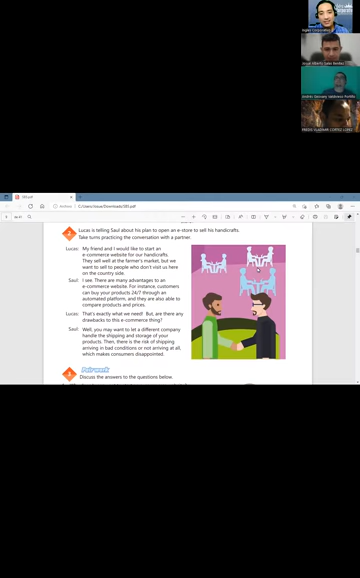 Lucas is telling Saul about his plan to open an e-store to sell his handicrafts.
Take turns practicing the conversation with a partner.
Lucas: My friend and I would like to start an
e-commerce website for our handicrafts.
They sell well at the farmer's market, but we
want to sell to people who don't visit us here
on the country side.
Saul: I see. There are many advantages to an
e-commerce website. For instance, customers
can buy your products 24/7 through an
automated platform, and they are also able to
compare products and prices.
Lucas: That's exactly what we need! But, are there any
drawbacks to this e-commerce thing?
Saul: Well, you may want to let a different company
handle the shipping and storage of your
products. Then, there is the risk of shipping
arriving in bad conditions or not arriving at all,
which makes consumers disappointed.
3
Pair work
Discuss the answers to the questions below.